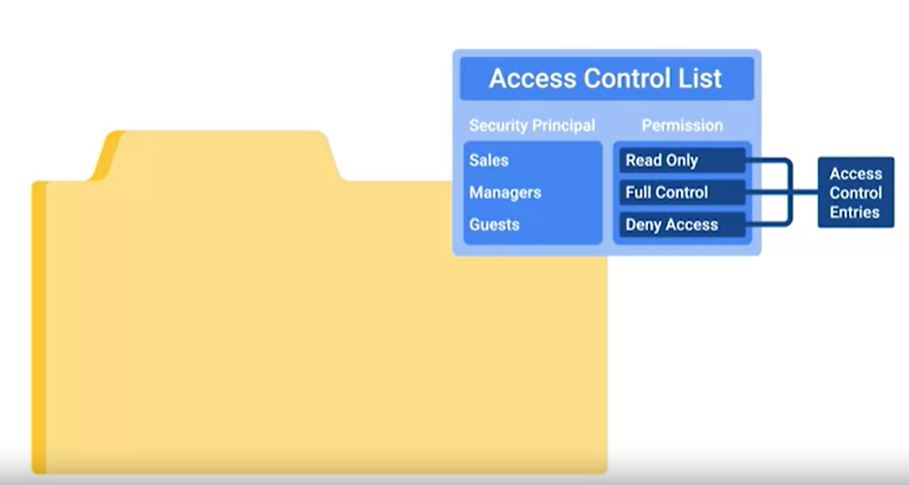 Access Control List
Security Principal Permission
Sales Read Only
Managers Full Control
Guests Deny Access
Access
Control
Entries